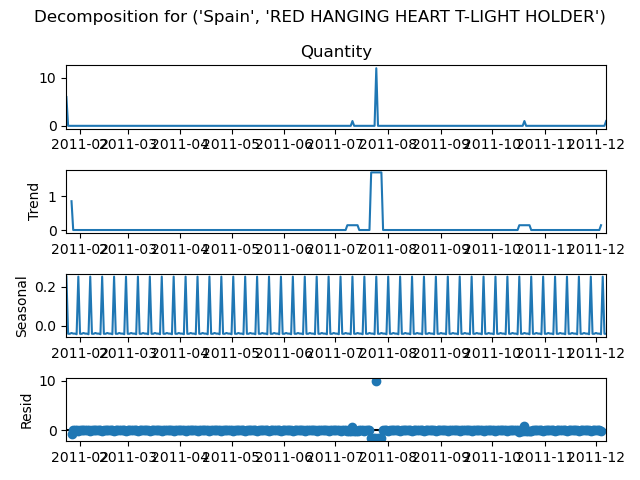 Decomposition for ('Spain', 'RED HANGING HEART T-LIGHT HOLDER')
Quantity
10
0
2011-02 2011-03 2011-04 2011-05 2011-06 2011-07 2011-08 2011-09 2011-10 2011-11 2011-12
Trend
1
0
2011-02 2011-03 2011-04 2011-05 2011-06 2011-07 2011-08 2011-09 2011-10 2011-11 2011-12
Seasonal
0.2
0.0
2011-02 2011-03 2011-04 2011-05 2011-06 2011-07 2011-08 2011-09 2011-10 2011-11 2011-12
Resid
10
0
2011-02 2011-03 2011-04 2011-05 2011-06 2011-07 2011-08 2011-09 2011-10 2011-11 2011-12